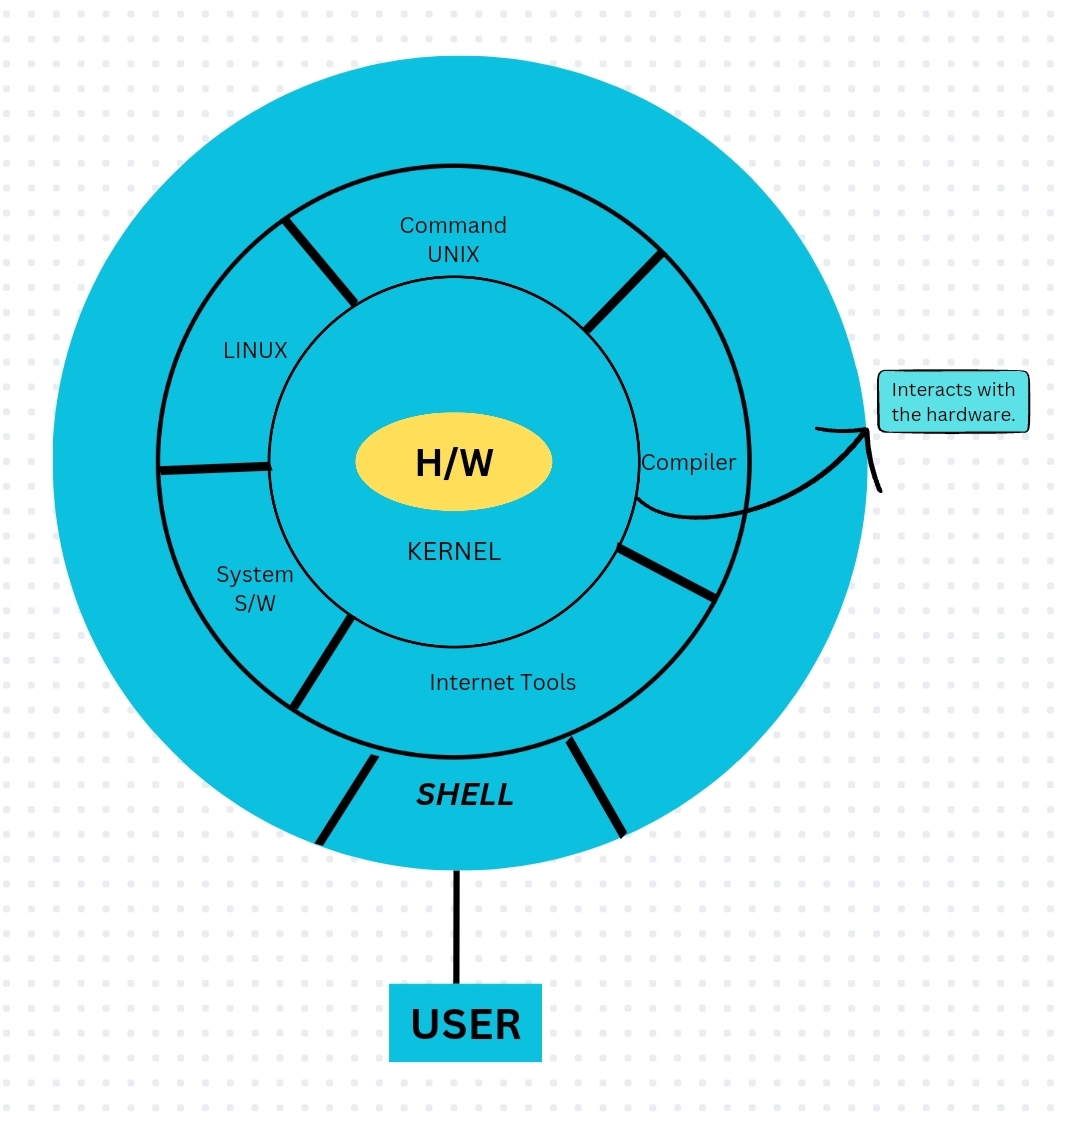 Command
UNIX
LINUX
Interacts with
the hardware.
H/W
Compiler
KERNEL
System
S/W
Internet Tools
SHELL
USER